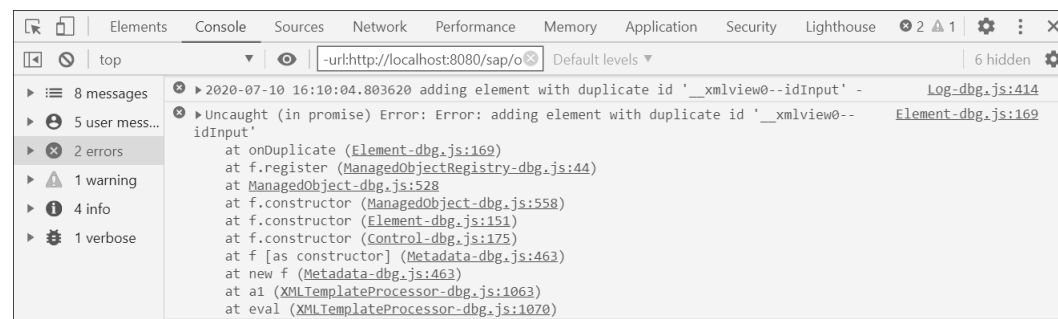 Elements Console Sources Network Performance Memory Application Security Lighthouse 2 1
top -url:http://localhost:8080/sap/o Default levels ▼ 6 hidden
8 messages
5 user mess...
2 errors
1 warning
4 info
1 verbose
2020-07-10 16:10:04.803620 adding element with duplicate id '__xmlview0--idInput' - Log-dbg.js:414
Uncaught (in promise) Error: Error: adding element with duplicate id '__xmlview0-- Element-dbg.js:169
idInput'
at onDuplicate (Element-dbg.js:169)
at f.register (ManagedObjectRegistry-dbg.js:44)
at ManagedObject-dbg.js:528
at f.constructor (ManagedObject-dbg.js:558)
at f.constructor (Element-dbg.js:151)
at f.constructor (Control-dbg.js:175)
at f [as constructor] (Metadata-dbg.js:463)
at new f (Metadata-dbg.js:463)
at a1 (XMLTemplateProcessor-dbg.js:1063)
at eval (XMLTemplateProcessor-dbg.js:1070)